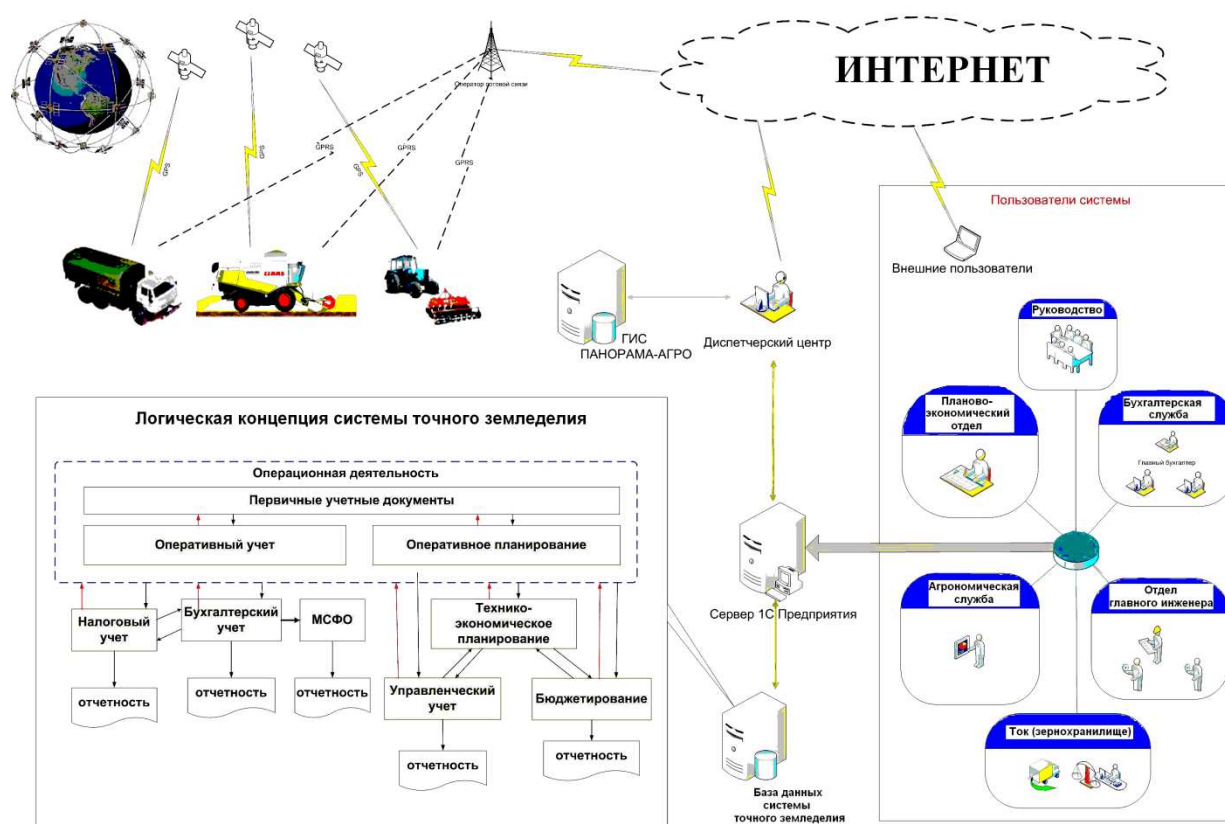 ИНТЕРНЕТ
Оператор сотовой связи
GPS
GPS
GPS
GPRS
GPRS
GPRS
CLAAS
Пользователи системы
Внешние пользователи
ГИС
ПАНОРАМА-АГРО
Диспетчерский центр
Руководство
Планово-
экономический
отдел
Бухгалтерская
служба
Главный бухгалтер
Агрономическая
служба
Отдел
главного инженера
Ток (зернохранилище)
Сервер 1С Предприятия
База данных
системы
точного земледелия
Логическая концепция системы точного земледелия
Операционная деятельность
Первичные учетные документы
Оперативный учет
Оперативное планирование
Налоговый
учет
Бухгалтерский
учет
МСФО
Технико-
экономическое
планирование
отчетность
отчетность
отчетность
Управленческий
учет
Бюджетирование
отчетность
отчетность